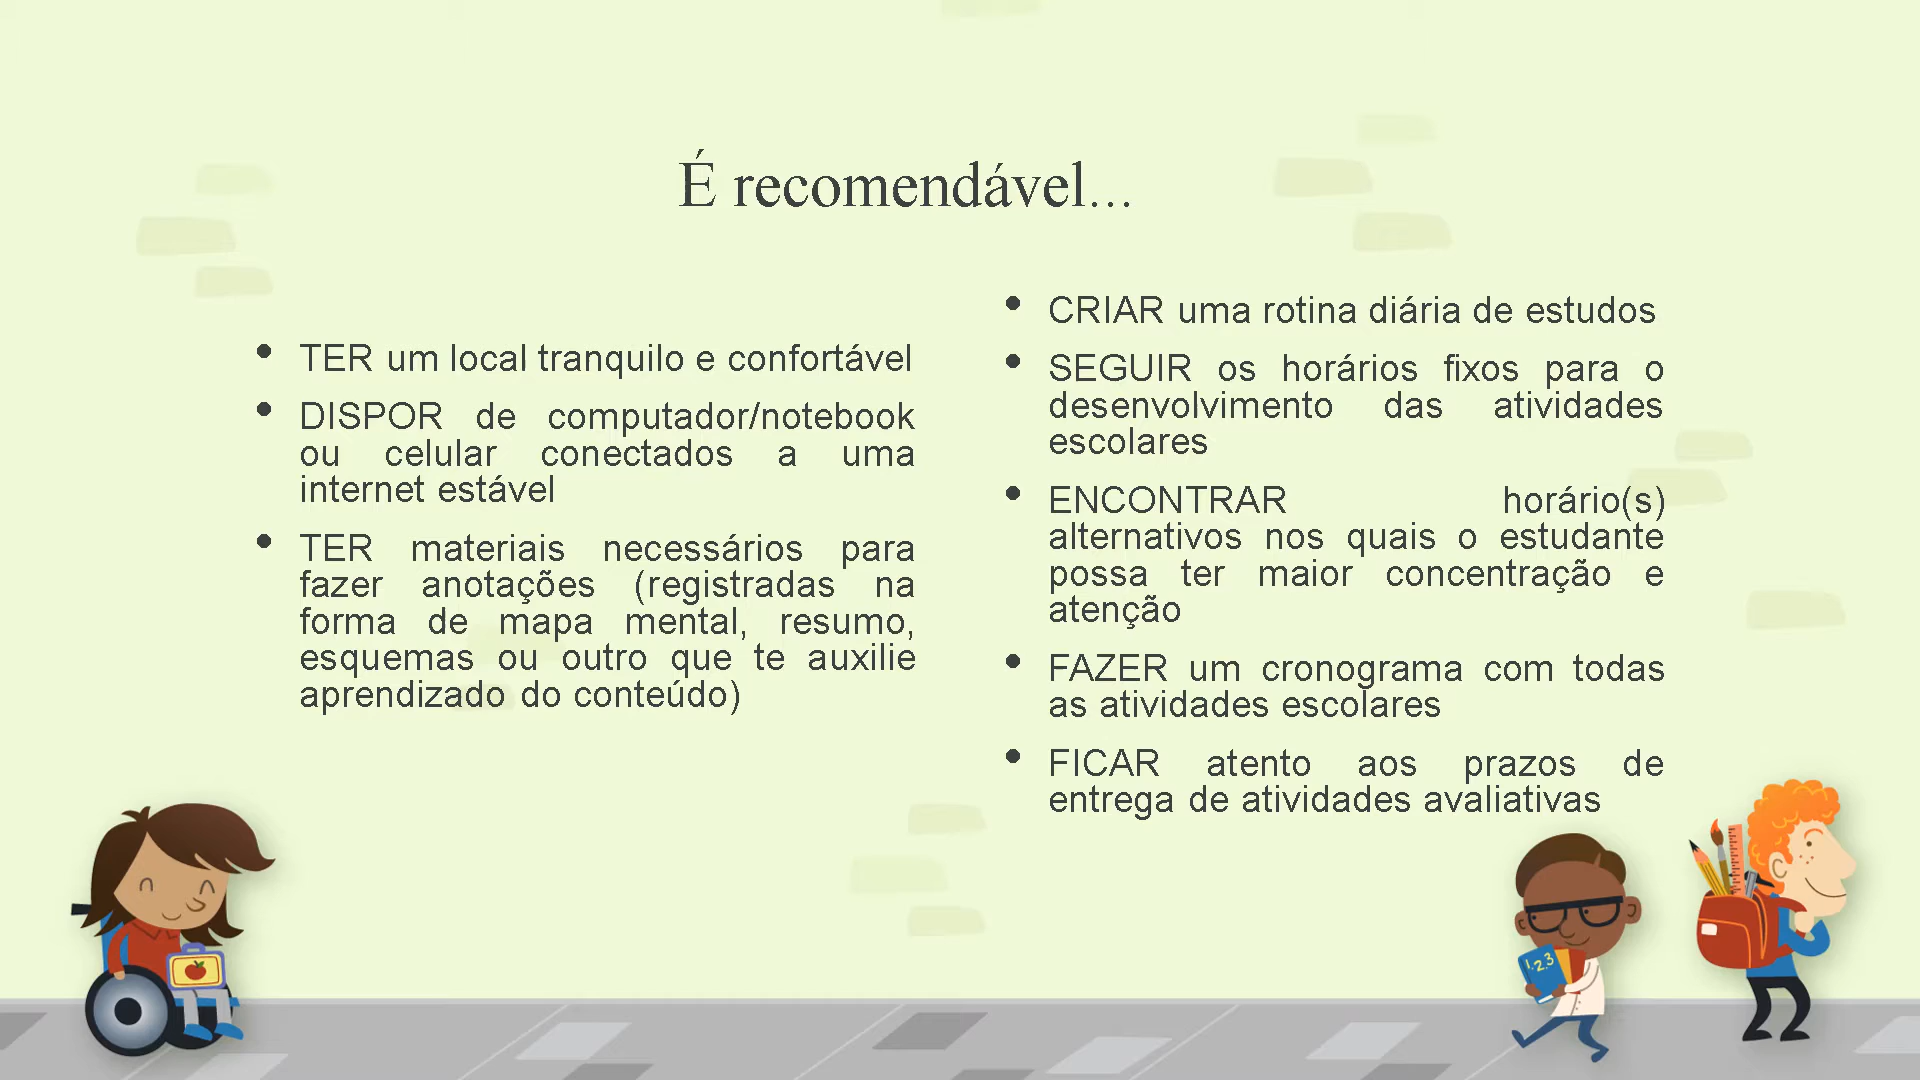 É recomendável...
• TER um local tranquilo e confortável
• DISPOR de computador/notebook
ou celular conectados a uma
internet estável
• TER materiais necessários para
fazer anotações (registradas na
forma de mapa mental, resumo,
esquemas ou outro que te auxilie
aprendizado do conteúdo)
• CRIAR uma rotina diária de estudos
• SEGUIR os horários fixos para o
desenvolvimento das atividades
escolares
• ENCONTRAR horário(s)
alternativos nos quais o estudante
possa ter maior concentração e
atenção
• FAZER um cronograma com todas
as atividades escolares
• FICAR atento aos prazos de
entrega de atividades avaliativas
1.2.3